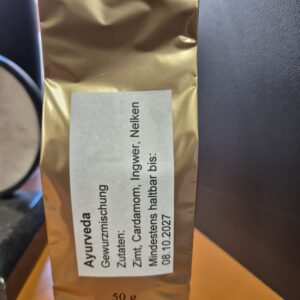 Ayurveda
Gewurzmischung
Zutaten:
Zimt, Cardamom, Ingwer, Nelken
Mindestens haltbar bis:
08.10.2027
50 g